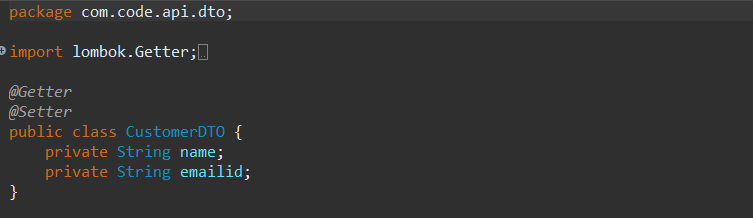 package com.code.api.dto;
import lombok.Getter;
@Getter
@Setter
public class CustomerDTO {
    private String name;
    private String emailid;
}